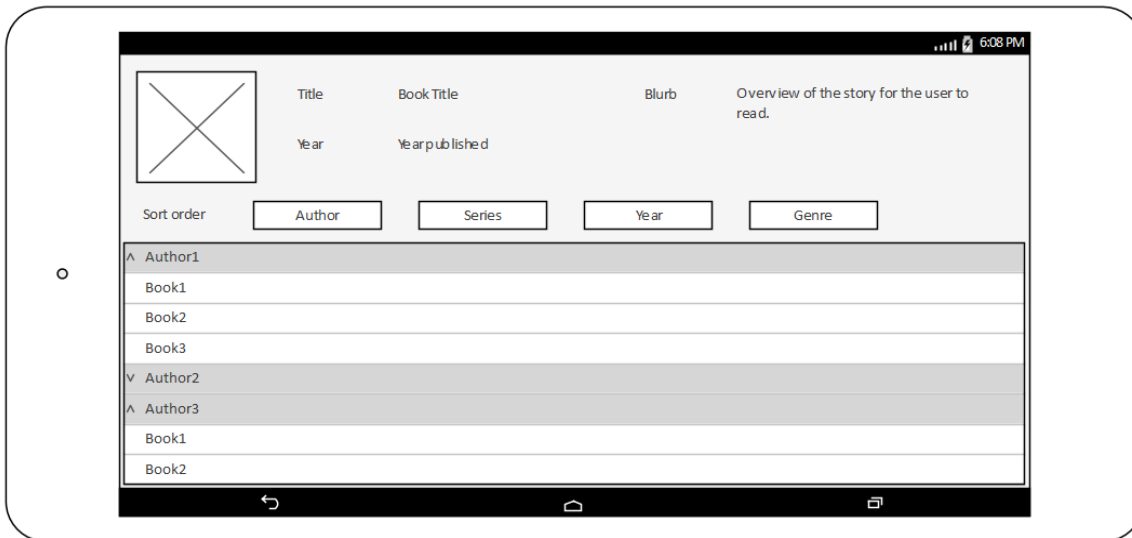 6:08 PM
Title
Book Title
Blurb
Overview of the story for the user to
read.
Year
Year published
Sort order
Author
Series
Year
Genre
Author1
Book1
Book2
Book3
Author2
Author3
Book1
Book2